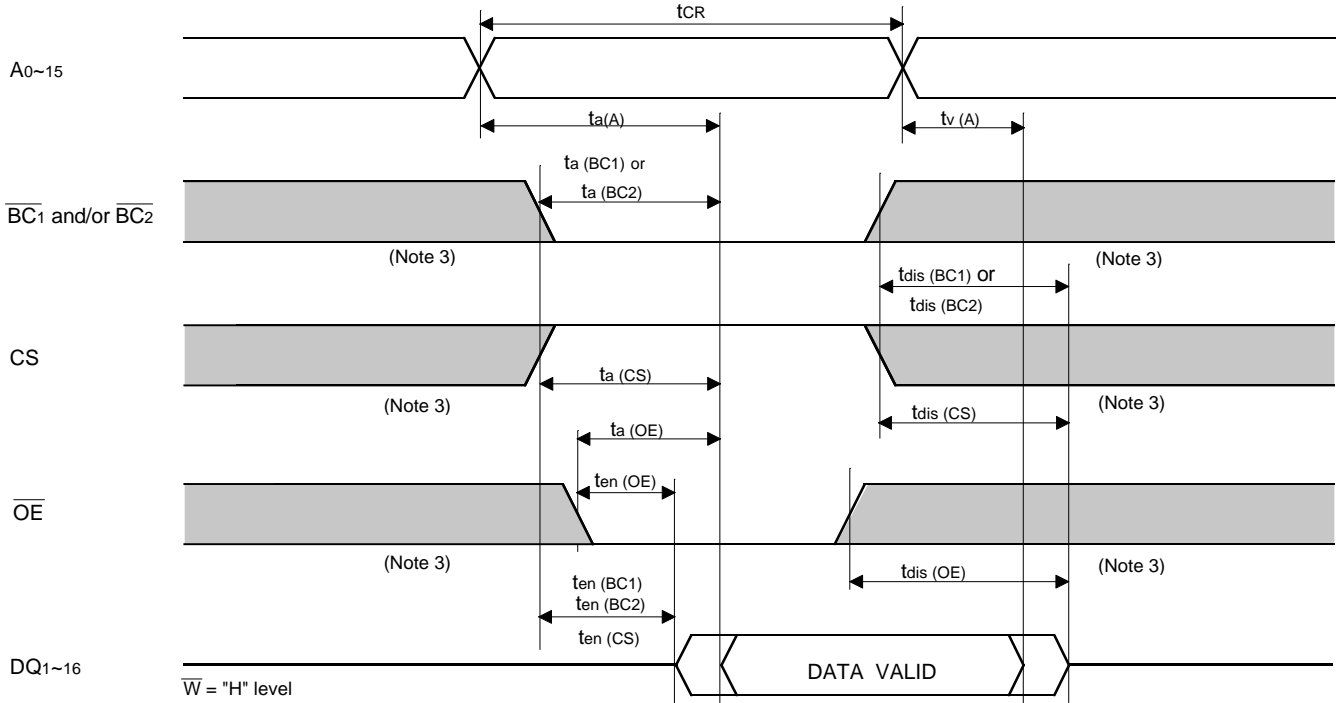 tCR
A0~15
ta(A)
tv (A)
ta (BC1) or
ta (BC2)
BC1 and/or BC2
(Note 3)
(Note 3)
tdis (BC1) or
tdis (BC2)
CS
ta (CS)
(Note 3)
(Note 3)
tdis (CS)
ta (OE)
ten (OE)
OE
(Note 3)
(Note 3)
tdis (OE)
ten (BC1)
ten (BC2)
ten (CS)
DQ1~16
DATA VALID
W = "H" level